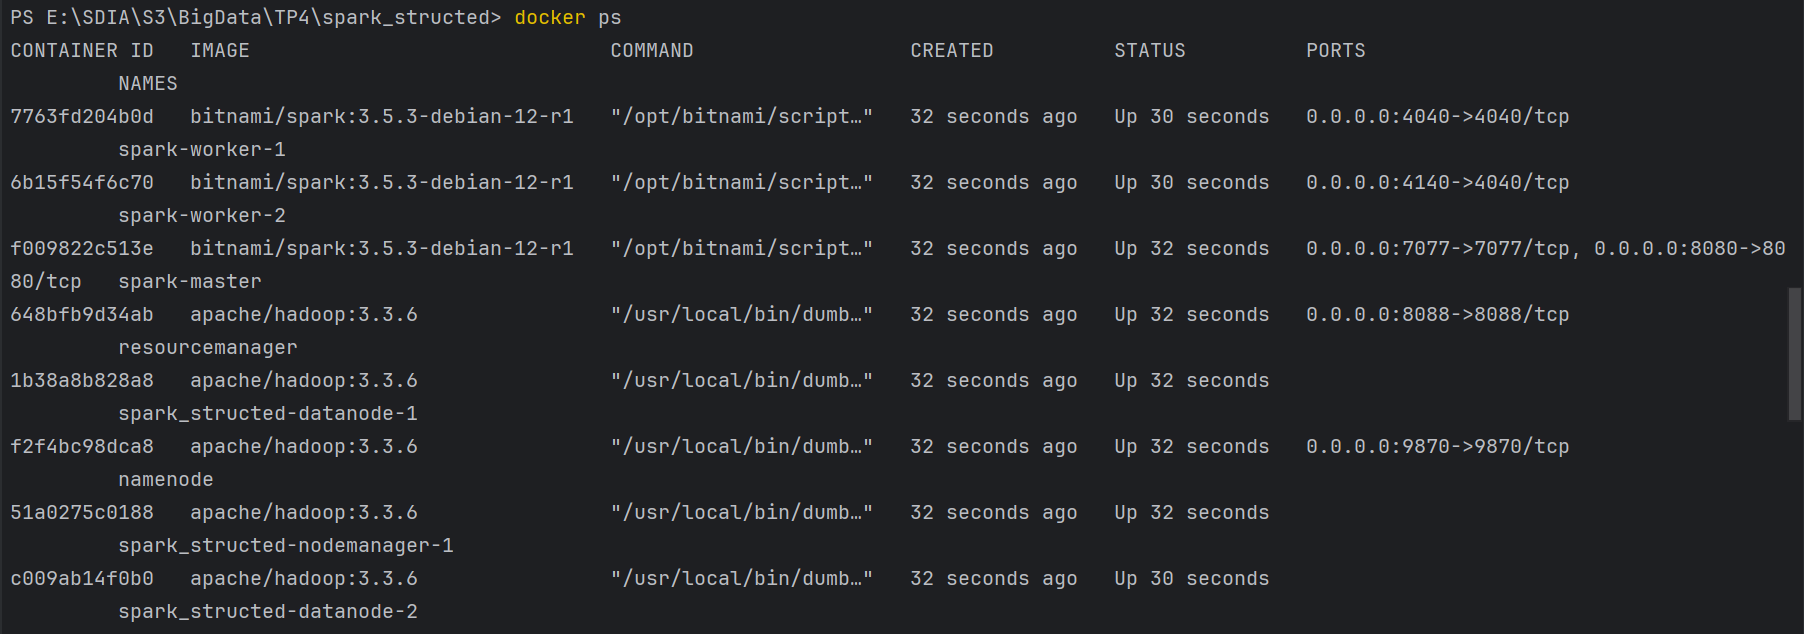 PS E:\SDIA\S3\BigData\TP4\spark_structed> docker ps
CONTAINER ID   IMAGE                              COMMAND                  CREATED          STATUS          PORTS
         NAMES
7763fd204b0d   bitnami/spark:3.5.3-debian-12-r1   "/opt/bitnami/script…"   32 seconds ago   Up 30 seconds   0.0.0.0:4040->4040/tcp
         spark-worker-1
6b15f54f6c70   bitnami/spark:3.5.3-debian-12-r1   "/opt/bitnami/script…"   32 seconds ago   Up 30 seconds   0.0.0.0:4140->4040/tcp
         spark-worker-2
f009822c513e   bitnami/spark:3.5.3-debian-12-r1   "/opt/bitnami/script…"   32 seconds ago   Up 32 seconds   0.0.0.0:7077->7077/tcp, 0.0.0.0:8080->80
80/tcp   spark-master
648bfb9d34ab   apache/hadoop:3.3.6                "/usr/local/bin/dumb…"   32 seconds ago   Up 32 seconds   0.0.0.0:8088->8088/tcp
         resourcemanager
1b38a8b828a8   apache/hadoop:3.3.6                "/usr/local/bin/dumb…"   32 seconds ago   Up 32 seconds
         spark_structed-datanode-1
f2f4bc98dca8   apache/hadoop:3.3.6                "/usr/local/bin/dumb…"   32 seconds ago   Up 32 seconds   0.0.0.0:9870->9870/tcp
         namenode
51a0275c0188   apache/hadoop:3.3.6                "/usr/local/bin/dumb…"   32 seconds ago   Up 32 seconds
         spark_structed-nodemanager-1
c009ab14f0b0   apache/hadoop:3.3.6                "/usr/local/bin/dumb…"   32 seconds ago   Up 30 seconds
         spark_structed-datanode-2